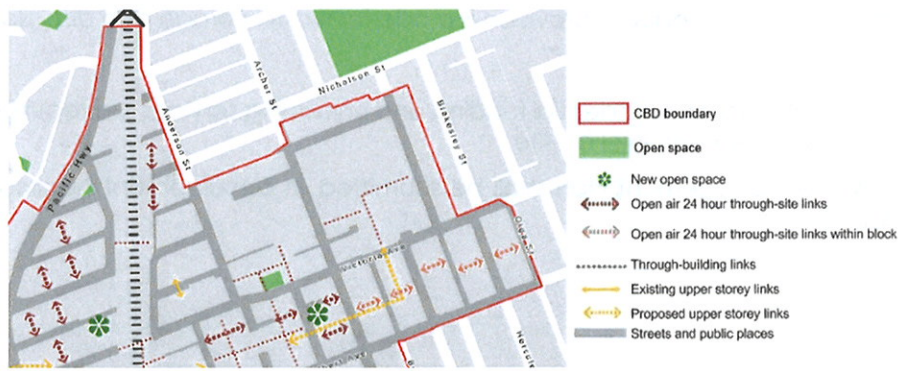 Nicholson St
Archer St
Anderson St
Blakesley St
Pacific Hwy
Victoria Ave
CBD boundary
Open space
New open space
Open air 24 hour through-site links
Open air 24 hour through-site links within block
Through-building links
Existing upper storey links
Proposed upper storey links
Streets and public places